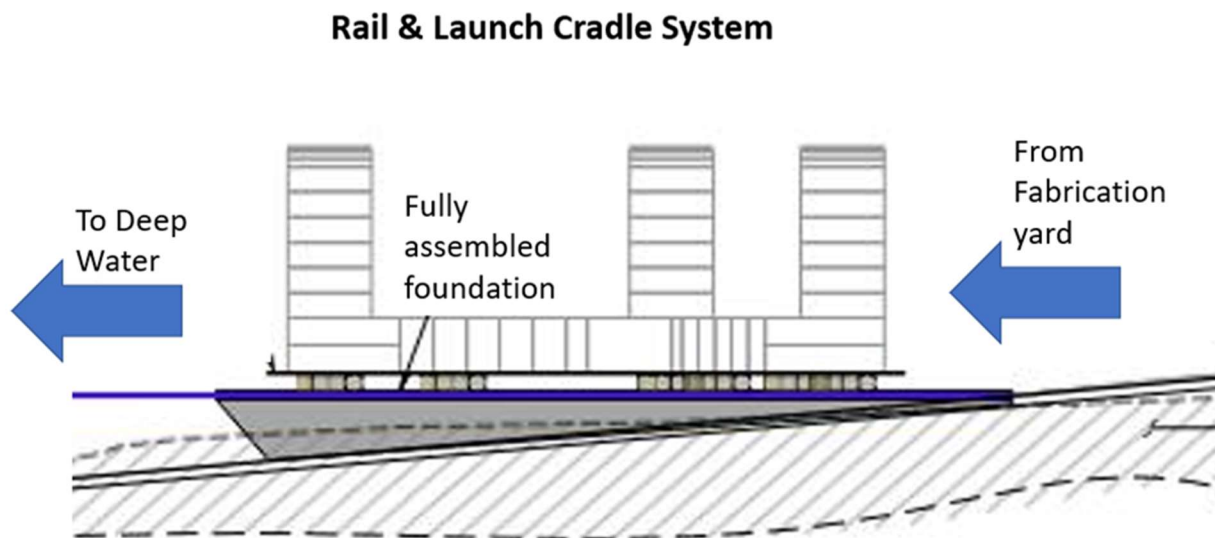 Rail & Launch Cradle System
To Deep
Water
Fully
assembled
foundation
From
Fabrication
yard